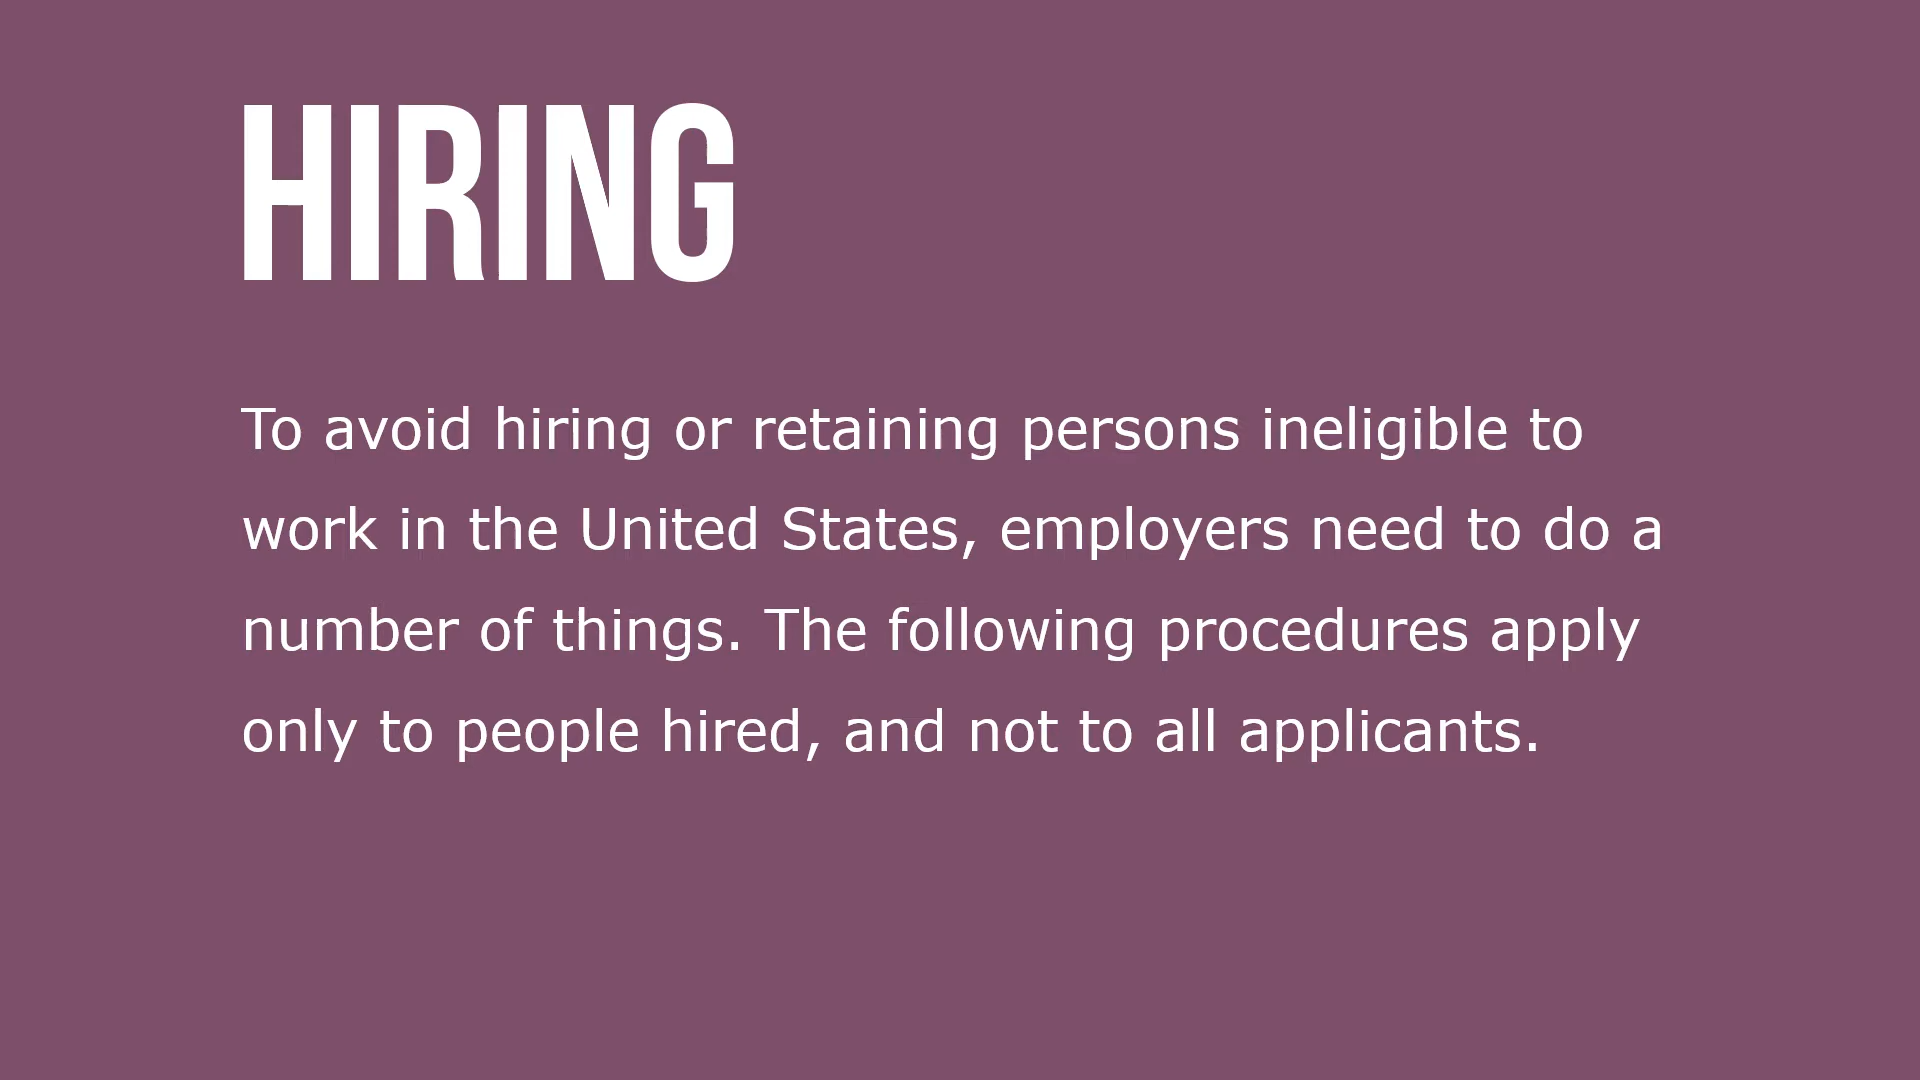 HIRING
To avoid hiring or retaining persons ineligible to
work in the United States, employers need to do a
number of things. The following procedures apply
only to people hired, and not to all applicants.